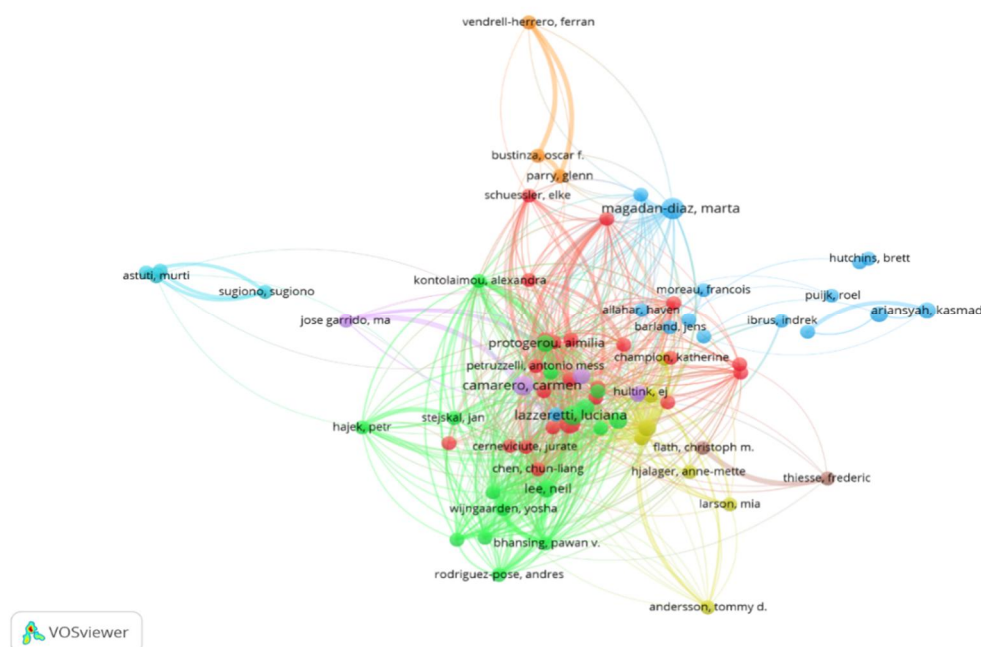 vendrell-herrero, ferran
bustinza, oscar f.
parry, glenn
schuessler, elke
magadan-diaz, marta
hutchins, brett
astuti, murti
kontolaimou, alexandra
sugiono, sugiono
moreau, francois
puijk, roel
ariansyah, kasmad
jose garrido, ma
allahar, haven
ibrus, indrek
barland, jens
protogerou, aimilia
champion, katherine
petruzzelli, antonio mess
camarero, carmen
hultink, ej
lazzeretti, luciana
stejskal, jan
hajek, petr
cerneviciute, jurate
flath, christoph m.
chen, chun-liang
hjalager, anne-mette
thiesse, frederic
lee, neil
larson, mia
wijngaarden, yosha
bhansing, pawan v.
rodriguez-pose, andres
andersson, tommy d.
VOSviewer